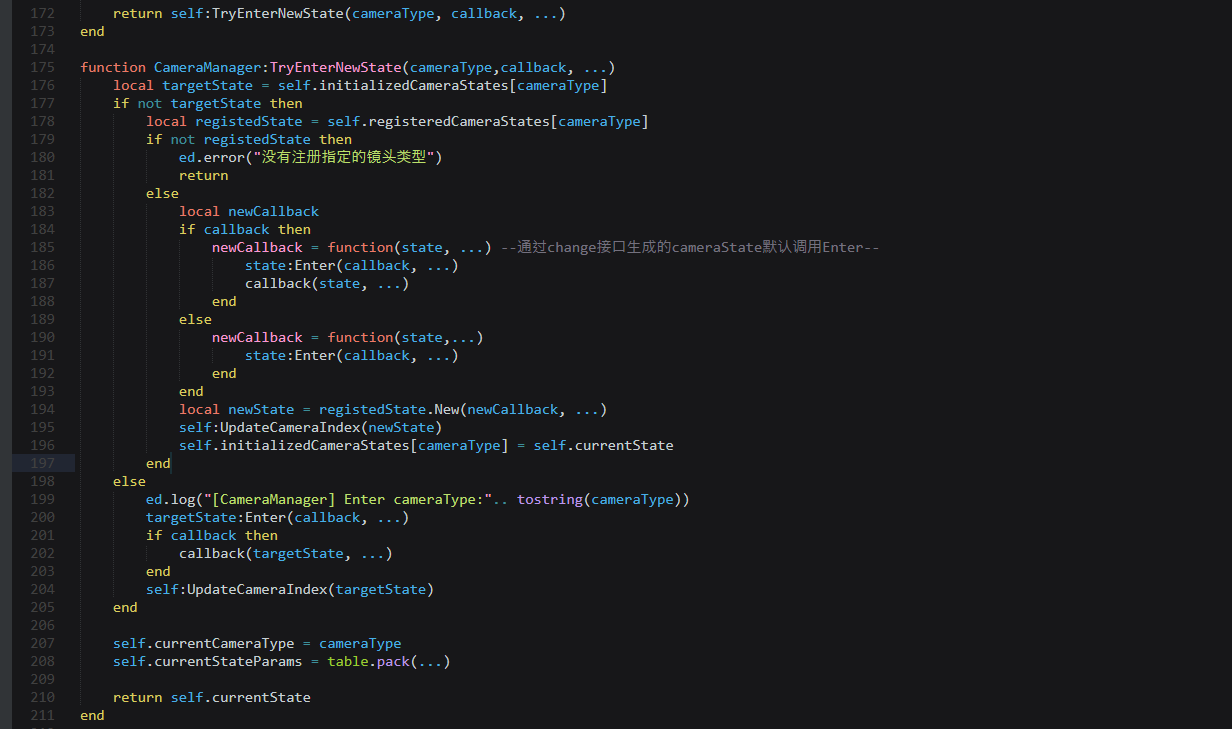 172 return self:TryEnterNewState(cameraType, callback, ...)
173 end
174
175 function CameraManager:TryEnterNewState(cameraType,callback, ...)
176 local targetState = self.initializedCameraStates[cameraType]
177 if not targetState then
178 local registedState = self.registeredCameraStates[cameraType]
179 if not registedState then
180 ed.error("没有注册指定的镜头类型")
181 return
182 else
183 local newCallback
184 if callback then
185 newCallback = function(state, ...) --通过change接口生成的cameraState默认调用Enter--
186 state:Enter(callback, ...)
187 callback(state, ...)
188 end
189 else
190 newCallback = function(state,...)
191 state:Enter(callback, ...)
192 end
193 end
194 local newState = registedState.New(newCallback, ...)
195 self:UpdateCameraIndex(newState)
196 self.initializedCameraStates[cameraType] = self.currentState
197 end
198 else
199 ed.log("[CameraManager] Enter cameraType:".. tostring(cameraType))
200 targetState:Enter(callback, ...)
201 if callback then
202 callback(targetState, ...)
203 end
204 self:UpdateCameraIndex(targetState)
205 end
206
207 self.currentCameraType = cameraType
208 self.currentStateParams = table.pack(...)
209
210 return self.currentState
211 end